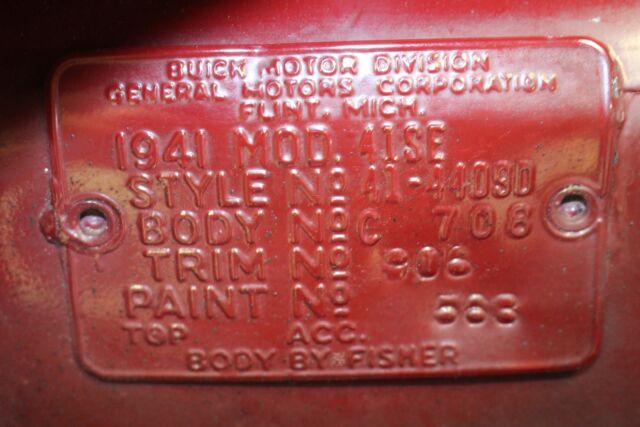 BUICK MOTOR DIVISION
GENERAL MOTORS CORPORATION
FLINT, MICH.
1941 MOD. 41SE
STYLE Nº 41-4409D
BODY Nº C 708
TRIM Nº 906
PAINT Nº 563
TOP ACC.
BODY BY FISHER